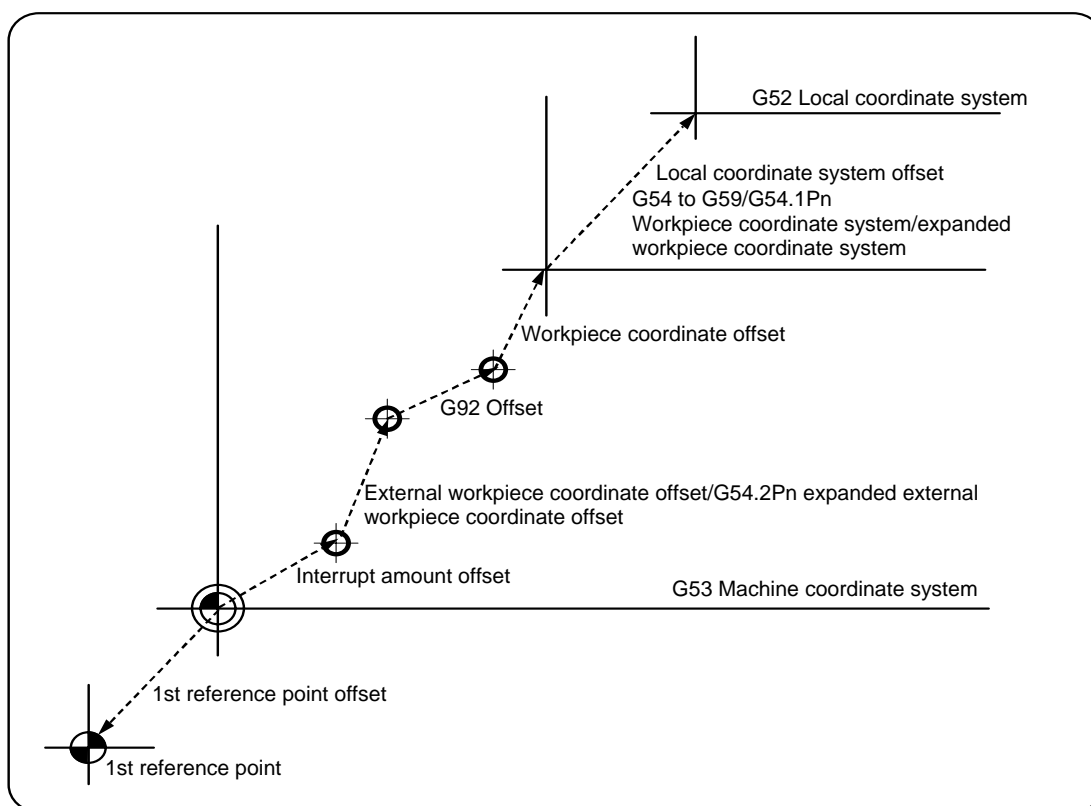 G52 Local coordinate system
Local coordinate system offset
G54 to G59/G54.1Pn
Workpiece coordinate system/expanded
workpiece coordinate system
Workpiece coordinate offset
G92 Offset
External workpiece coordinate offset/G54.2Pn expanded external
workpiece coordinate offset
Interrupt amount offset
G53 Machine coordinate system
1st reference point offset
1st reference point